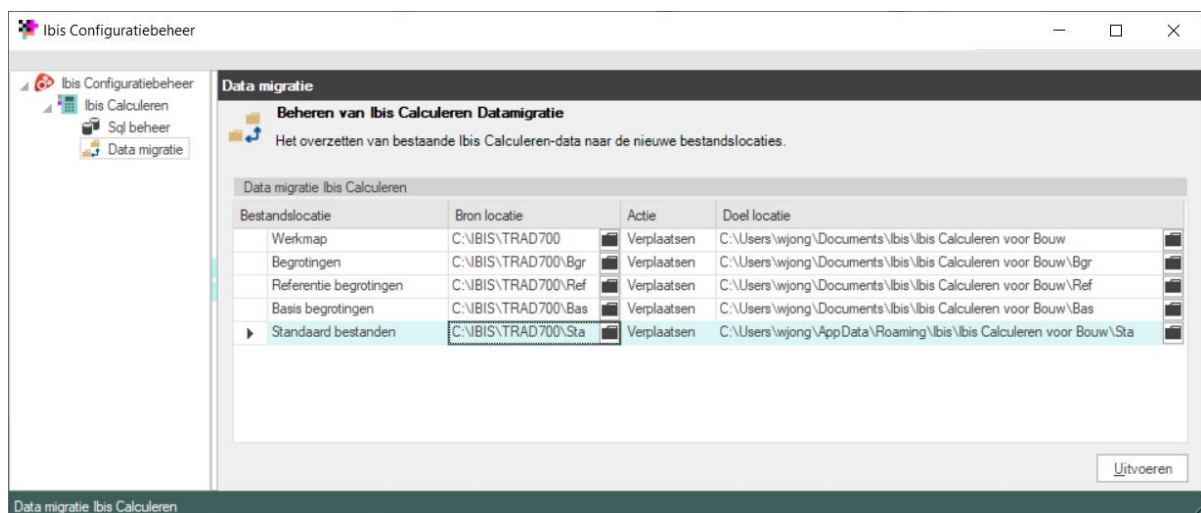 Ibis Configuratiebeheer
Ibis Configuratiebeheer
Ibis Calculeren
Sql beheer
Data migratie
Data migratie
Beheren van Ibis Calculeren Datamigratie
Het overzetten van bestaande Ibis Calculeren-data naar de nieuwe bestandslocaties.
Data migratie Ibis Calculeren
Bestandslocatie Bron locatie Actie Doel locatie
Werkmap C:\IBIS\TRAD700 Verplaatsen C:\Users\wjong\Documents\Ibis\Ibis Calculeren voor Bouw
Begrotingen C:\IBIS\TRAD700\Bgr Verplaatsen C:\Users\wjong\Documents\Ibis\Ibis Calculeren voor Bouw\Bgr
Referentie begrotingen C:\IBIS\TRAD700\Ref Verplaatsen C:\Users\wjong\Documents\Ibis\Ibis Calculeren voor Bouw\Ref
Basis begrotingen C:\IBIS\TRAD700\Bas Verplaatsen C:\Users\wjong\Documents\Ibis\Ibis Calculeren voor Bouw\Bas
Standaard bestanden C:\IBIS\TRAD700\Sta Verplaatsen C:\Users\wjong\AppData\Roaming\Ibis\Ibis Calculeren voor Bouw\Sta
Uitvoeren
Data migratie Ibis Calculeren